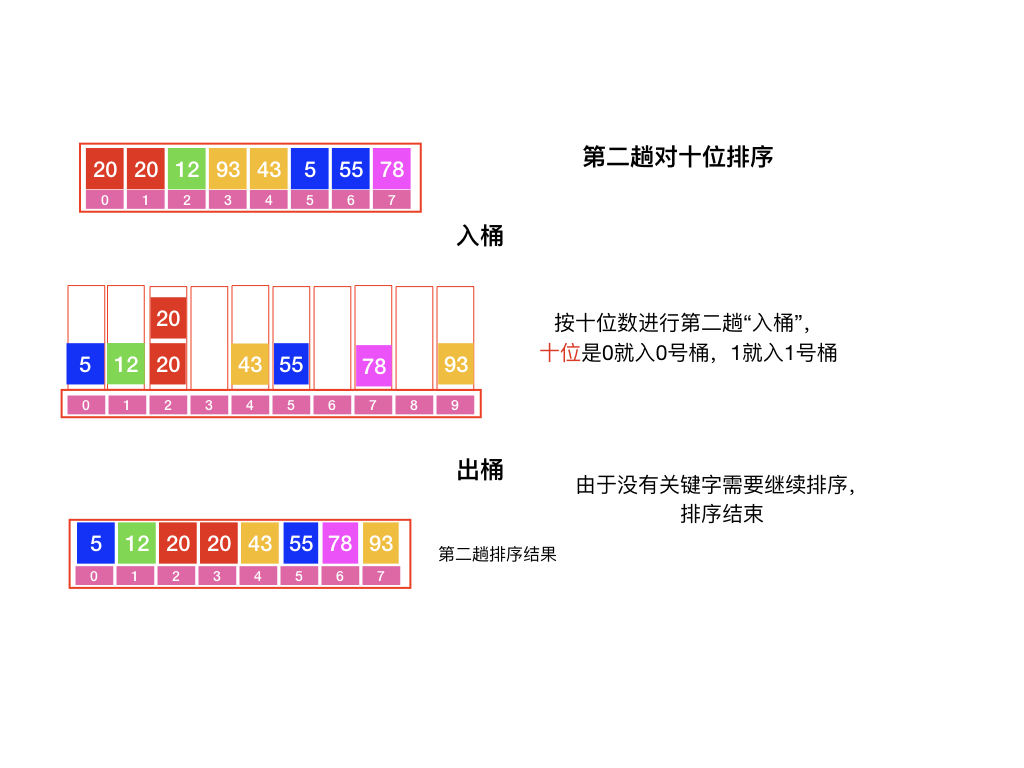 第二趟对十位排序
20 20 12 93 43 5 55 78
0 1 2 3 4 5 6 7
入桶
20
5 12 20 43 55 78 93
0 1 2 3 4 5 6 7 8 9
按十位数进行第二趟“入桶”，
十位是0就入0号桶，1就入1号桶
出桶
由于没有关键字需要继续排序，
排序结束
5 12 20 20 43 55 78 93
0 1 2 3 4 5 6 7
第二趟排序结果